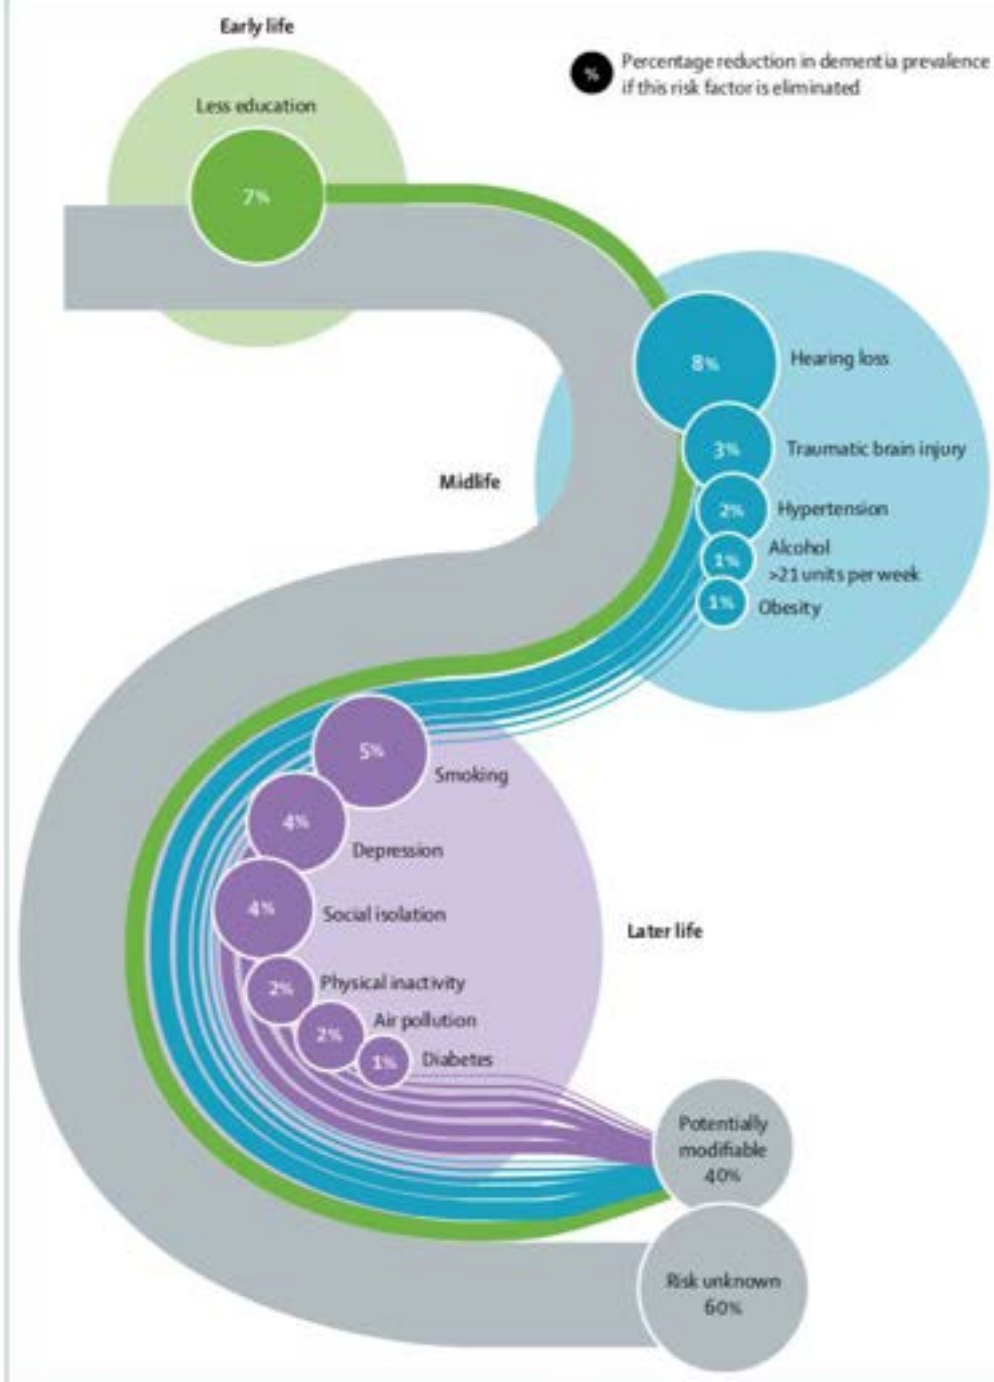 Early life
% Percentage reduction in dementia prevalence
if this risk factor is eliminated
Less education
7%
8% Hearing loss
3% Traumatic brain injury
Midlife
2% Hypertension
1% Alcohol
>21 units per week
1% Obesity
5%
Smoking
4%
Depression
4% Social isolation
Later life
2% Physical inactivity
2% Air pollution
1% Diabetes
Potentially
modifiable
40%
Risk unknown
60%